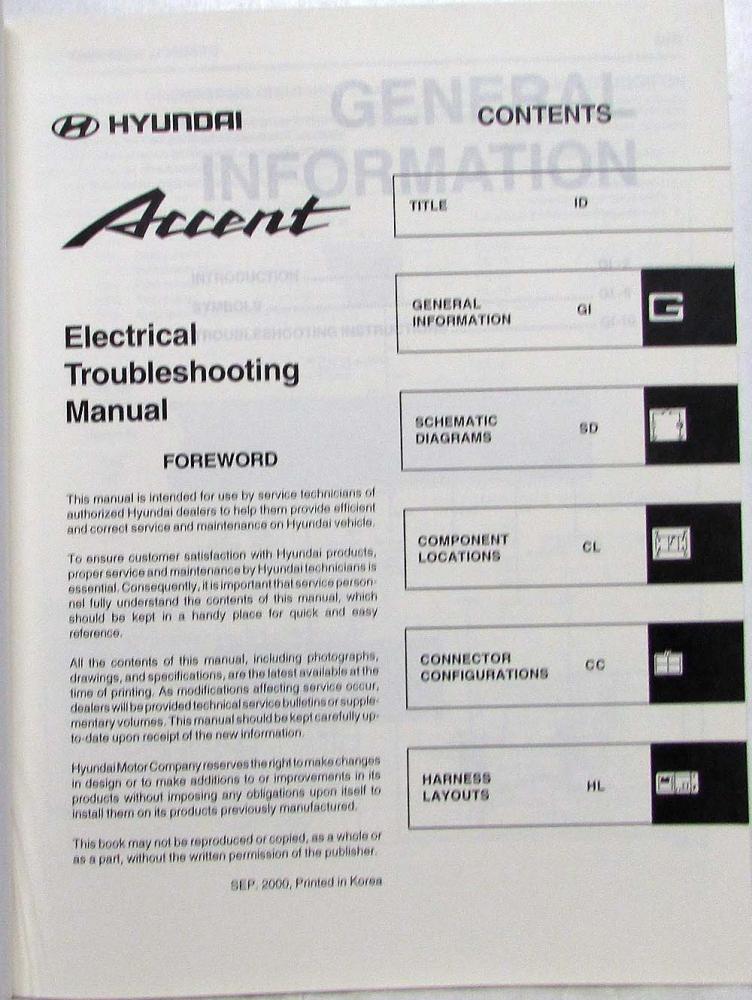 HYUNDAI
Accent
Electrical
Troubleshooting
Manual
FOREWORD
This manual is intended for use by service technicians of
authorized Hyundai dealers to help them provide efficient
and correct service and maintenance on Hyundai vehicle.
To ensure customer satisfaction with Hyundai products,
proper service and maintenance by Hyundai technicians is
essential. Consequently, it is important that service person-
nel fully understand the contents of this manual, which
should be kept in a handy place for quick and easy
reference.
All the contents of this manual, including photographs,
drawings, and specifications, are the latest available at the
time of printing. As modifications affecting service occur,
dealers will be provided technical service bulletins or supple-
mentary volumes. This manual should be kept carefully up-
to-date upon receipt of the new information.
Hyundai Motor Company reserves the right to make changes
in design or to make additions to or improvements in its
products without imposing any obligations upon itself to
install them on its products previously manufactured.
This book may not be reproduced or copied, as a whole or
as a part, without the written permission of the publisher.
SEP. 2000, Printed in Korea
CONTENTS
TITLE ID
GENERAL
INFORMATION GI
G
SCHEMATIC
DIAGRAMS SD
COMPONENT
LOCATIONS CL
CONNECTOR
CONFIGURATIONS CC
HARNESS
LAYOUTS HL
GENERAL
INFORMATION
INTRODUCTION
SYMBOLS
TROUBLESHOOTING INSTRUCTIONS